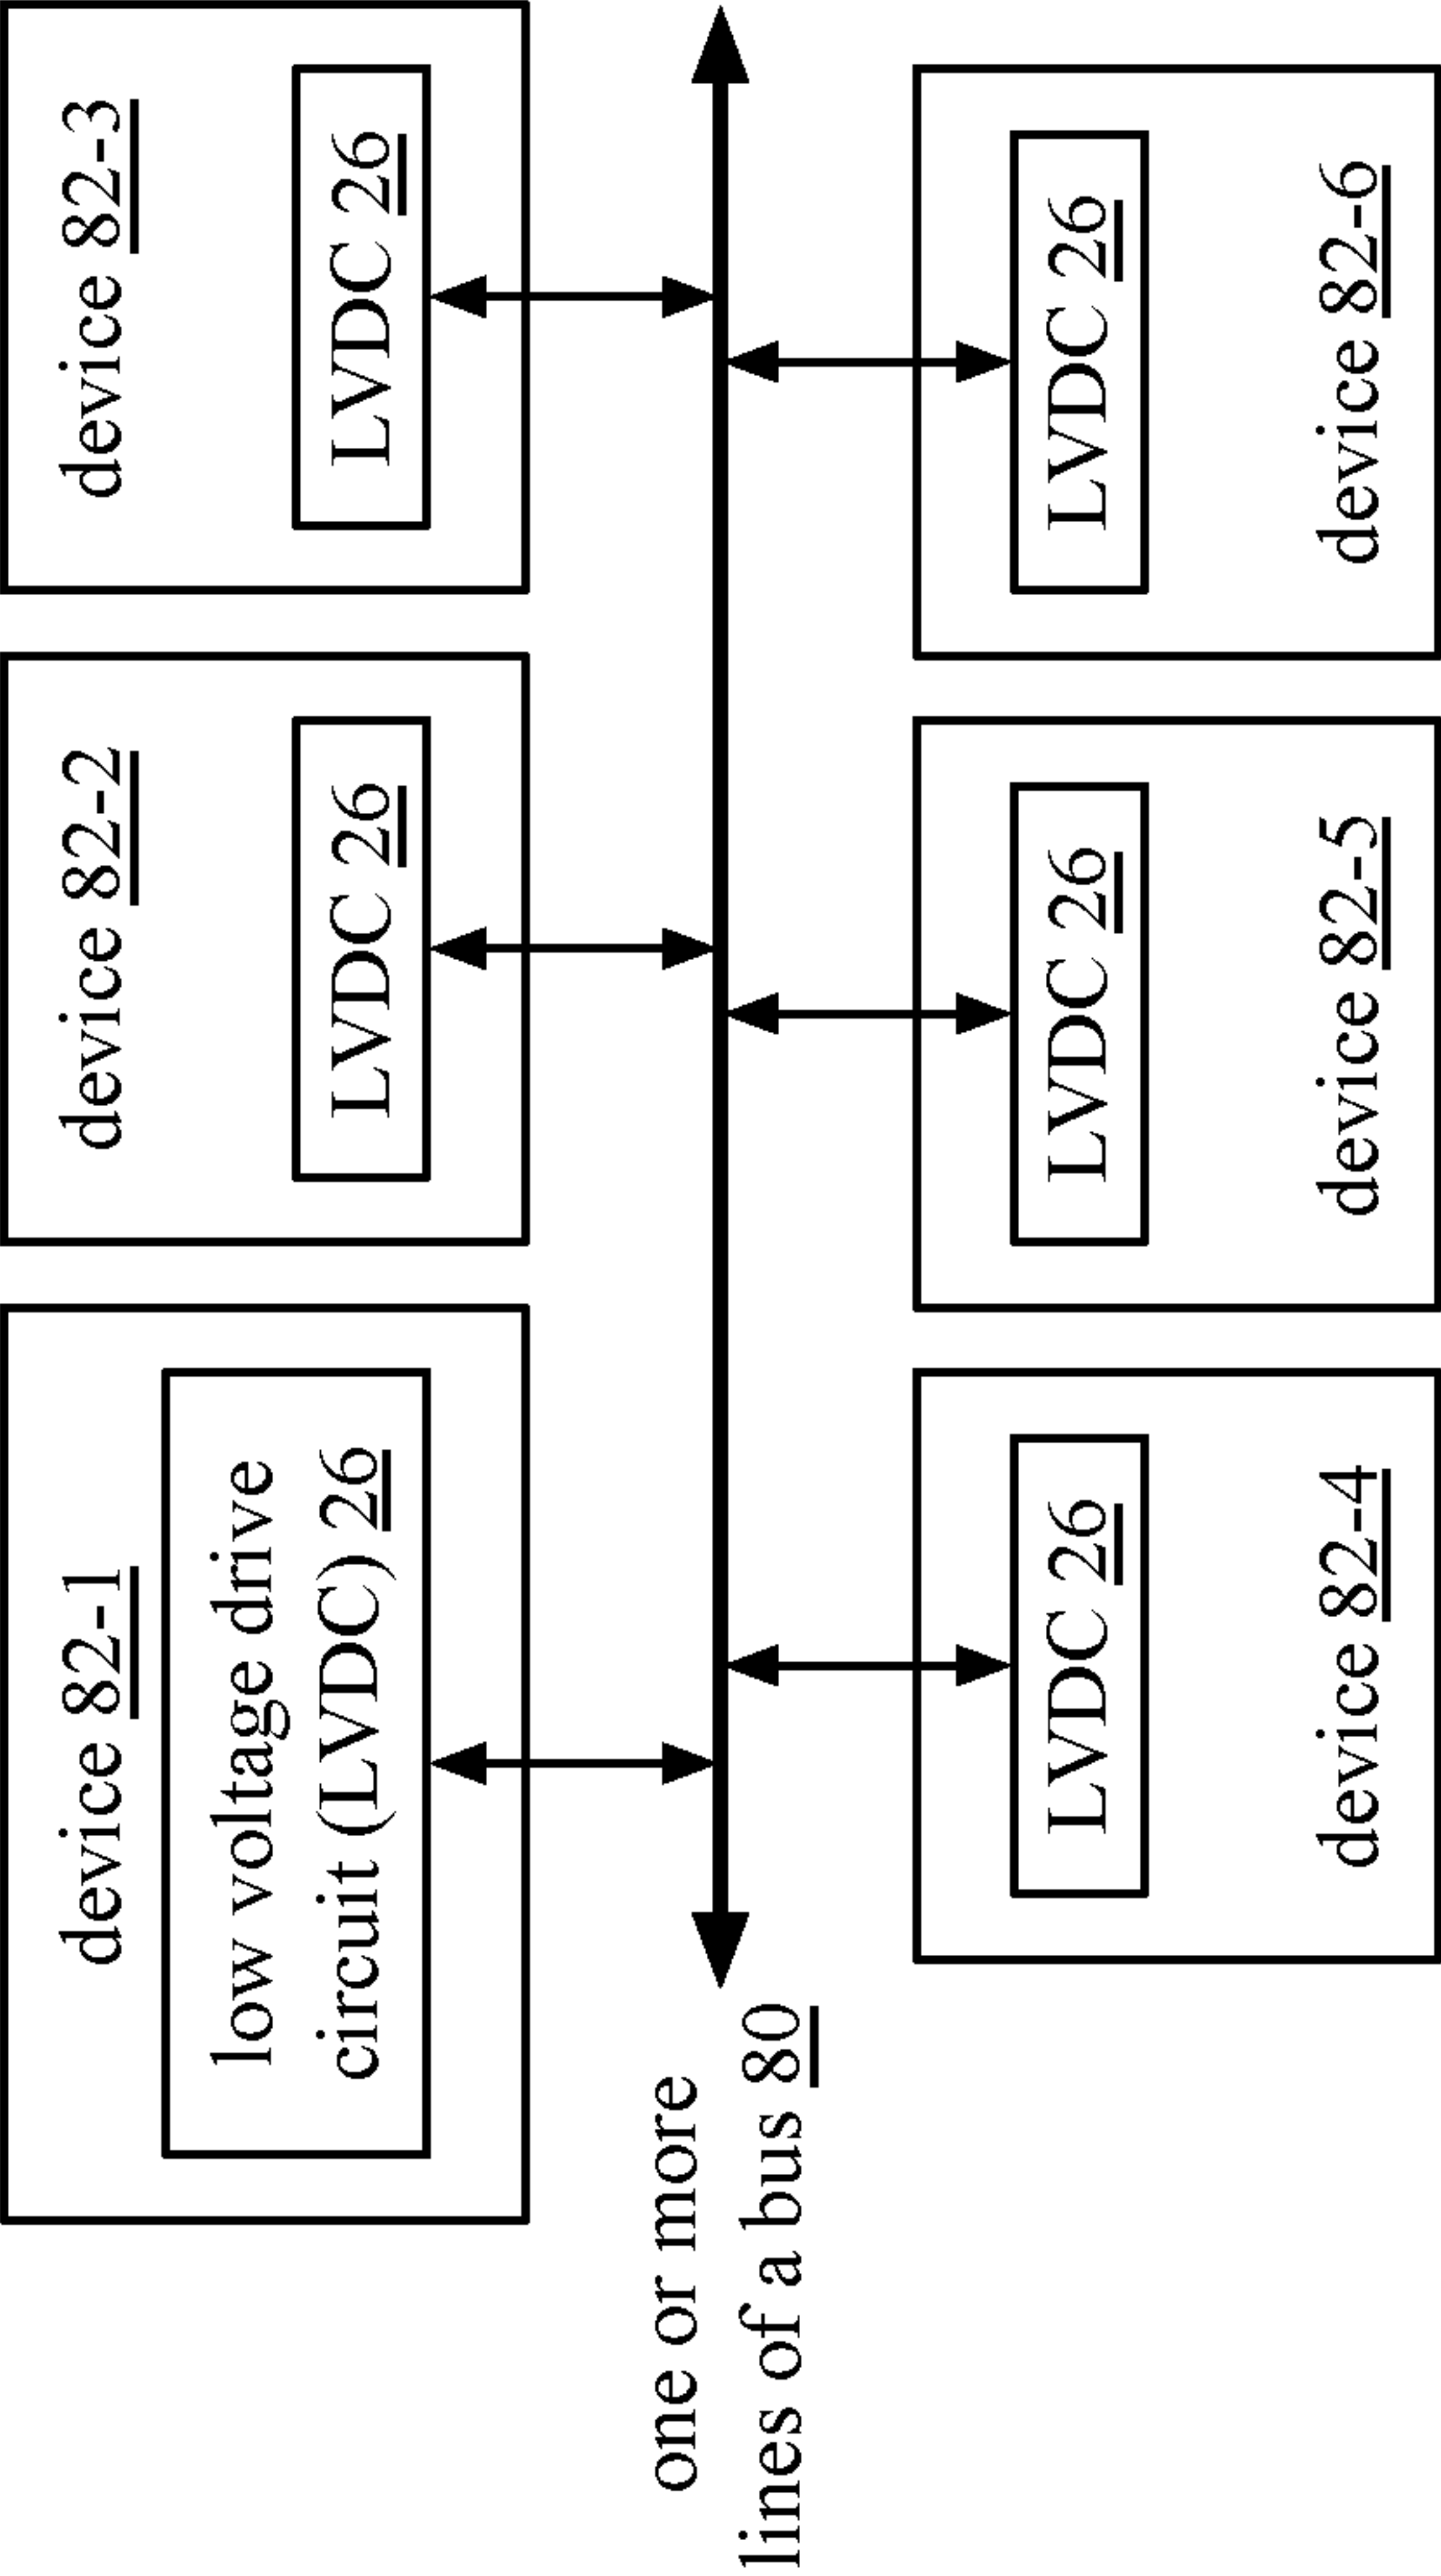 device 82-1
low voltage drive
circuit (LVDC) 26
device 82-2
LVDC 26
device 82-3
LVDC 26
one or more
lines of a bus 80
LVDC 26
device 82-4
LVDC 26
device 82-5
LVDC 26
device 82-6